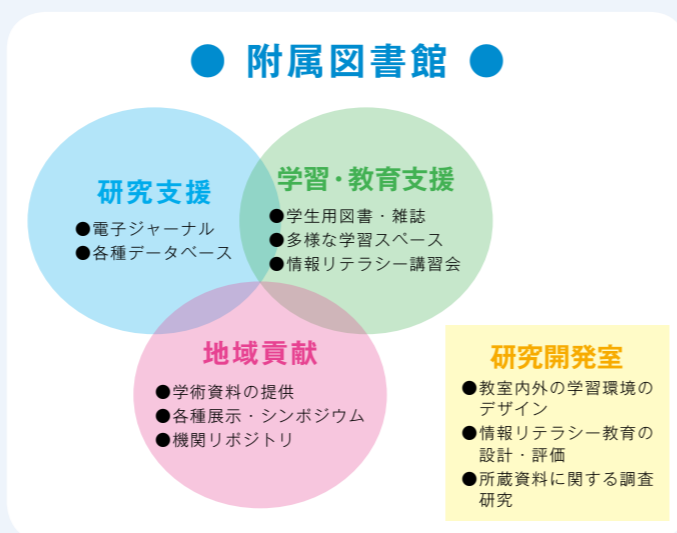 ● 附属図書館 ●
研究支援
●電子ジャーナル
●各種データベース
学習・教育支援
●学生用図書・雑誌
●多様な学習スペース
●情報リテラシー講習会
地域貢献
●学術資料の提供
●各種展示・シンポジウム
●機関リポジトリ
研究開発室
●教室内外の学習環境の
デザイン
●情報リテラシー教育の
設計・評価
●所蔵資料に関する調査
研究